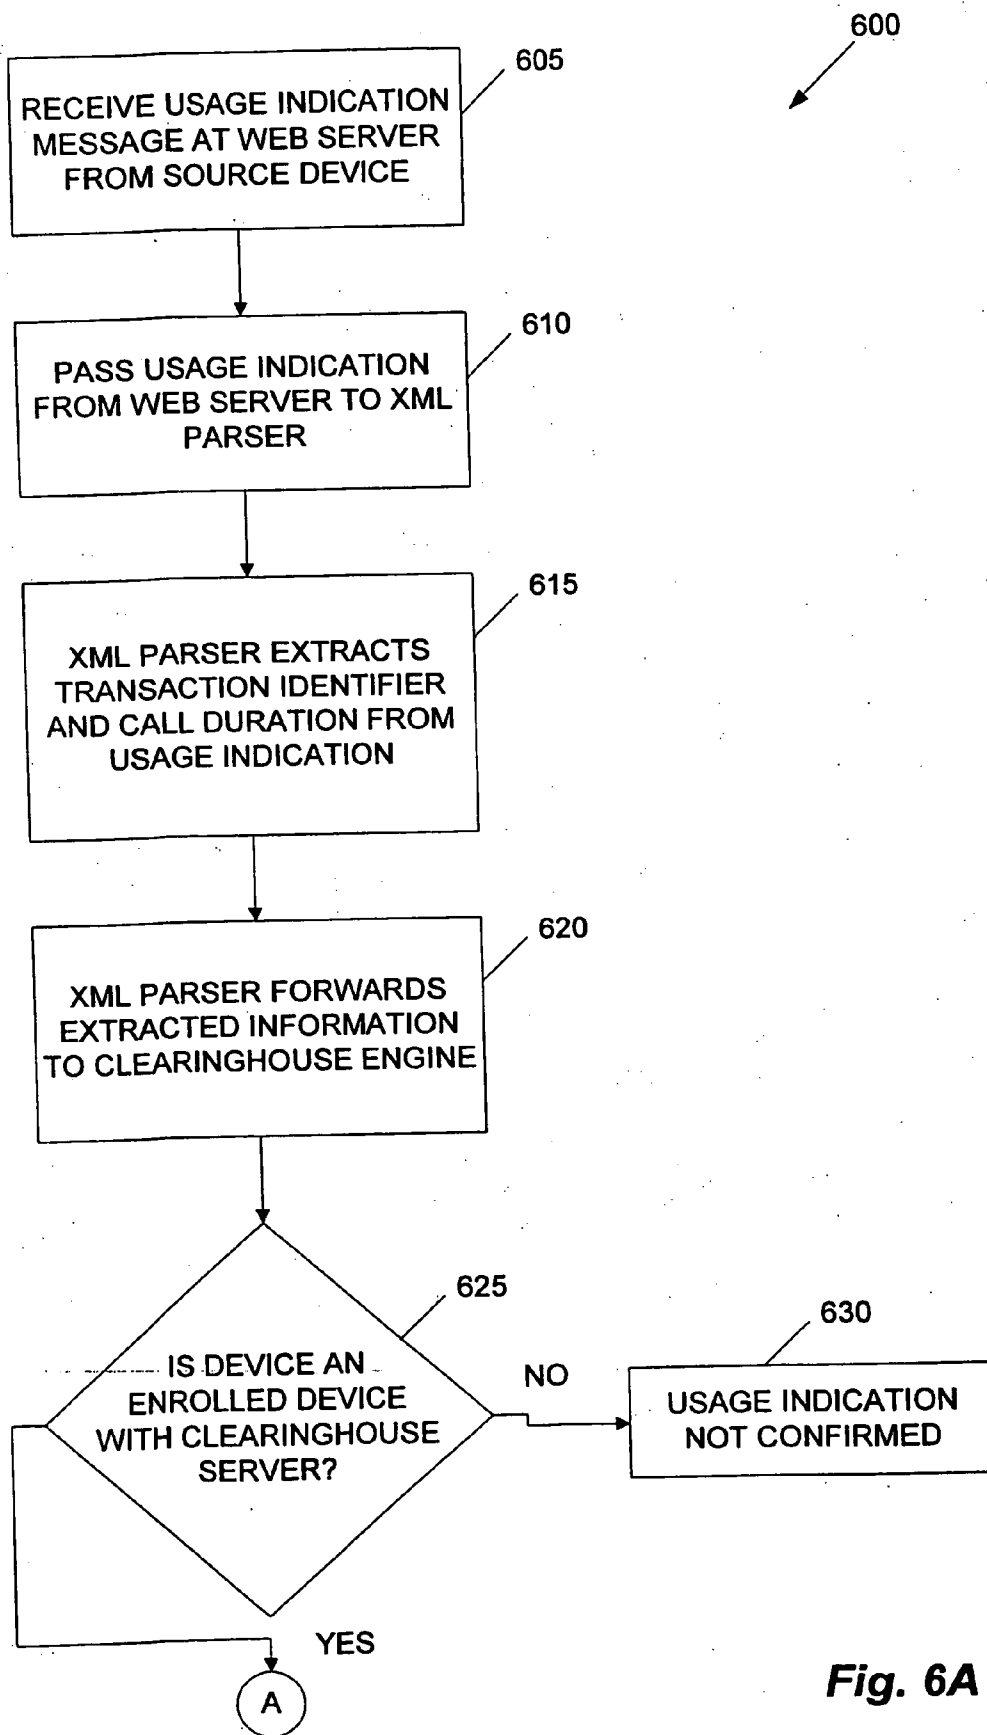 600
605
RECEIVE USAGE INDICATION
MESSAGE AT WEB SERVER
FROM SOURCE DEVICE
610
PASS USAGE INDICATION
FROM WEB SERVER TO XML
PARSER
615
XML PARSER EXTRACTS
TRANSACTION IDENTIFIER
AND CALL DURATION FROM
USAGE INDICATION
620
XML PARSER FORWARDS
EXTRACTED INFORMATION
TO CLEARINGHOUSE ENGINE
625
IS DEVICE AN
ENROLLED DEVICE
WITH CLEARINGHOUSE
SERVER?
NO
630
USAGE INDICATION
NOT CONFIRMED
YES
A
Fig. 6A